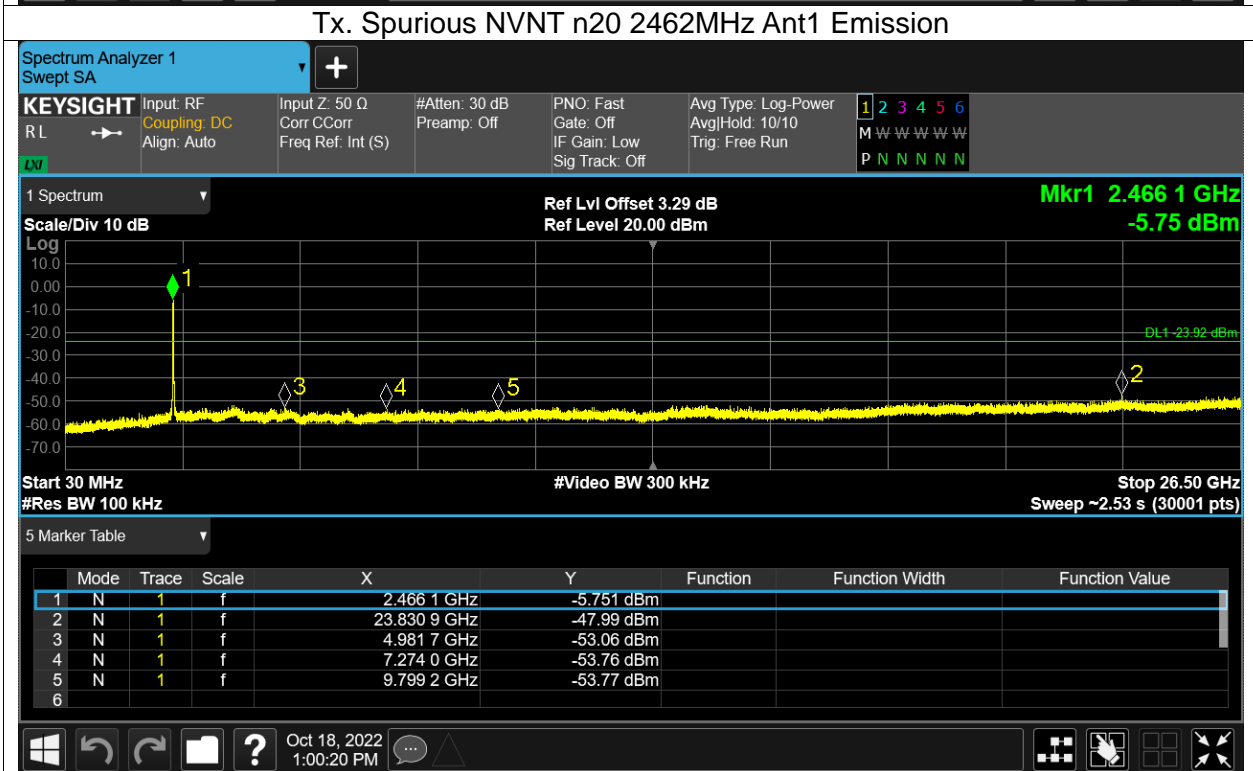 Tx. Spurious NVNT n20 2462MHz Ant1 Emission
Spectrum Analyzer 1
Swept SA
KEYSIGHT
RL
LXI
Input: RF
Coupling: DC
Align: Auto
Input Z: 50 Ω
Corr CCorr
Freq Ref: Int (S)
#Atten: 30 dB
Preamp: Off
PNO: Fast
Gate: Off
IF Gain: Low
Sig Track: Off
Avg Type: Log-Power
Avg|Hold: 10/10
Trig: Free Run
1 2 3 4 5 6
M W W W W W
P N N N N N
1 Spectrum
Scale/Div 10 dB
Ref Lvl Offset 3.29 dB
Ref Level 20.00 dBm
Mkr1 2.466 1 GHz
-5.75 dBm
Log
10.0
0.00
-10.0
-20.0
-30.0
-40.0
-50.0
-60.0
-70.0
1
3
4
5
2
DL1 -23.92 dBm
Start 30 MHz
#Video BW 300 kHz
Stop 26.50 GHz
#Res BW 100 kHz
Sweep ~2.53 s (30001 pts)
5 Marker Table
Mode Trace Scale X Y Function Function Width Function Value
1 N 1 f 2.466 1 GHz -5.751 dBm
2 N 1 f 23.830 9 GHz -47.99 dBm
3 N 1 f 4.981 7 GHz -53.06 dBm
4 N 1 f 7.274 0 GHz -53.76 dBm
5 N 1 f 9.799 2 GHz -53.77 dBm
6
?
Oct 18, 2022
1:00:20 PM